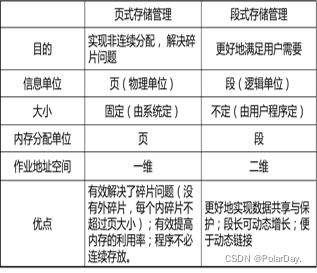 页式存储管理 段式存储管理
目的 实现非连续分配，解决碎片问题 更好地满足用户需要
信息单位 页（物理单位） 段（逻辑单位）
大小 固定（由系统定） 不定（由用户程序定）
内存分配单位 页 段
作业地址空间 一维 二维
优点 有效解决了碎片问题（没有外碎片，每个内碎片不超过页大小）；有效提高内存的利用率；程序不必连续存放。 更好地实现数据共享与保护；段长可动态增长；便于动态链接
CSDN @PolarDay.